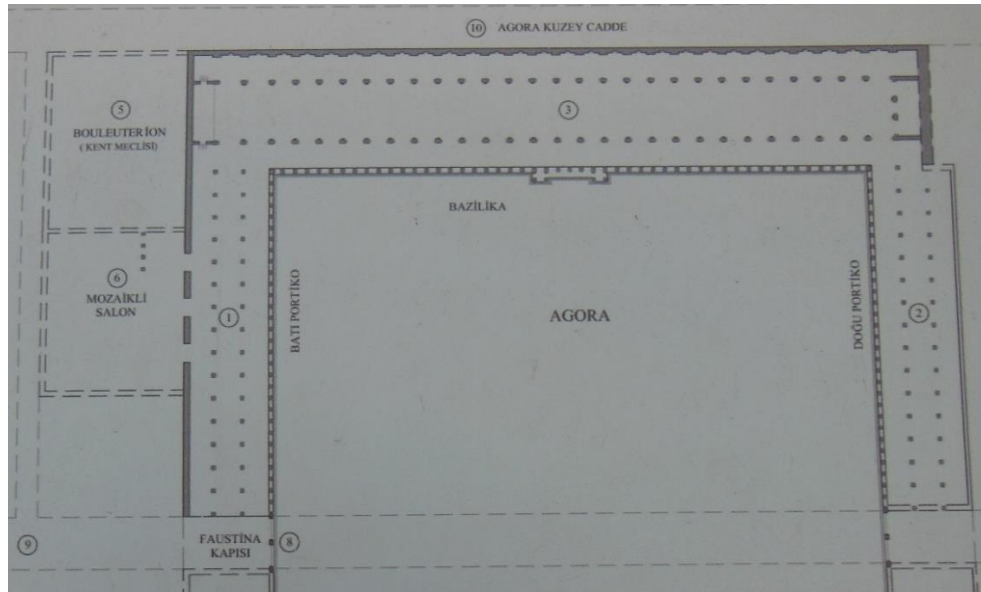 10 AGORA KUZEY CADDE
5
BOULEUTERİON
( KENT MECLİSİ)
3
BAZİLİKA
6
MOZAİKLİ
SALON
1
BATI PORTİKO
AGORA
DOĞU PORTİKO
2
9
FAUSTİNA
KAPISI
8